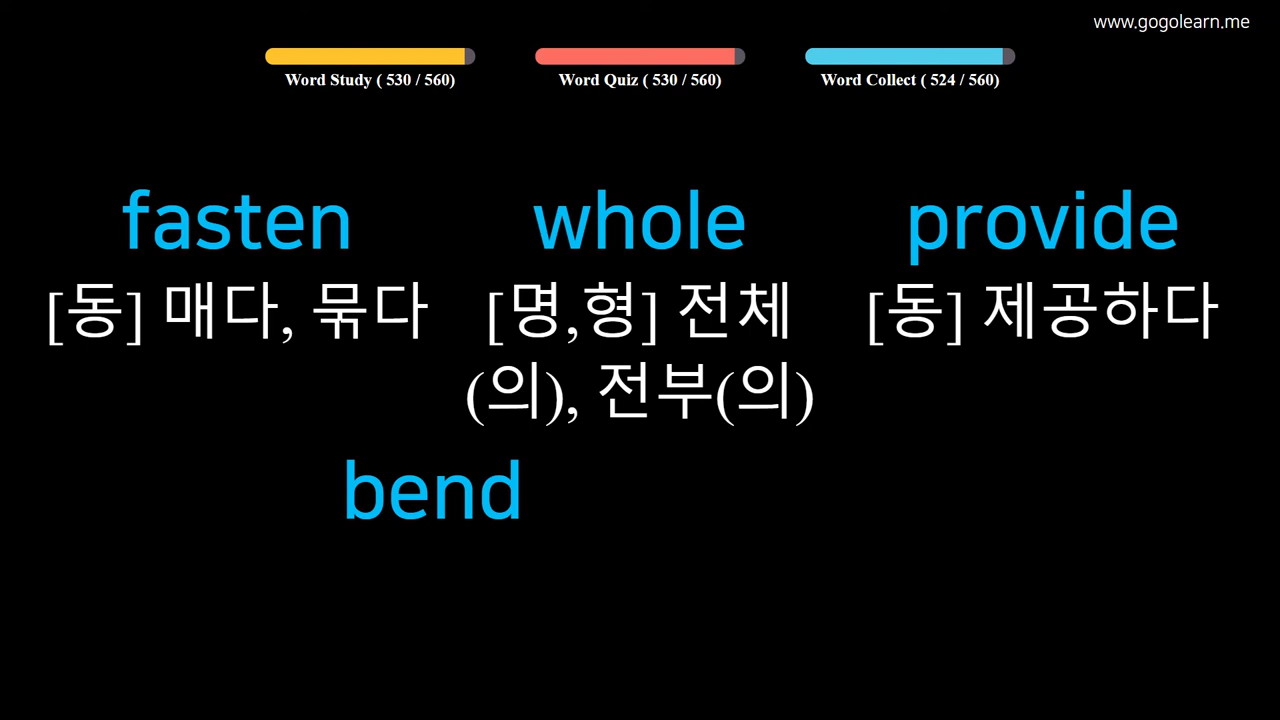 www.gogolearn.me
Word Study ( 530 / 560)
Word Quiz ( 530 / 560)
Word Collect ( 524 / 560)
fasten
[동] 매다, 묶다
whole
[명,형] 전체
(의), 전부(의)
provide
[동] 제공하다
bend